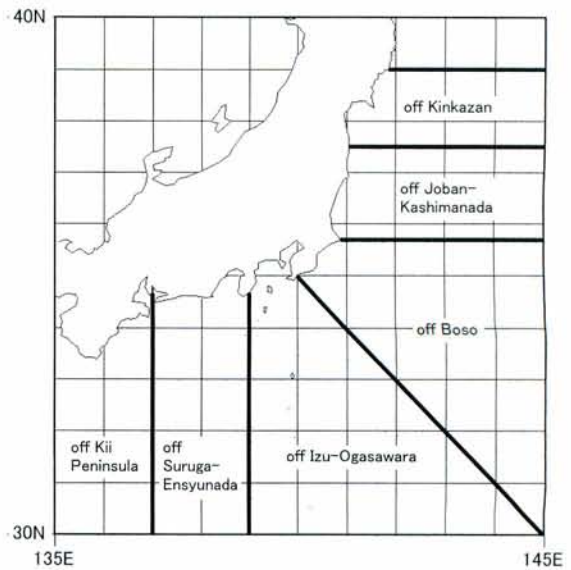 40N
off Kinkazan
off Joban-
Kashimanada
off Boso
off Kii
Peninsula
off
Suruga-
Ensyunada
off Izu-Ogasawara
30N
135E
145E